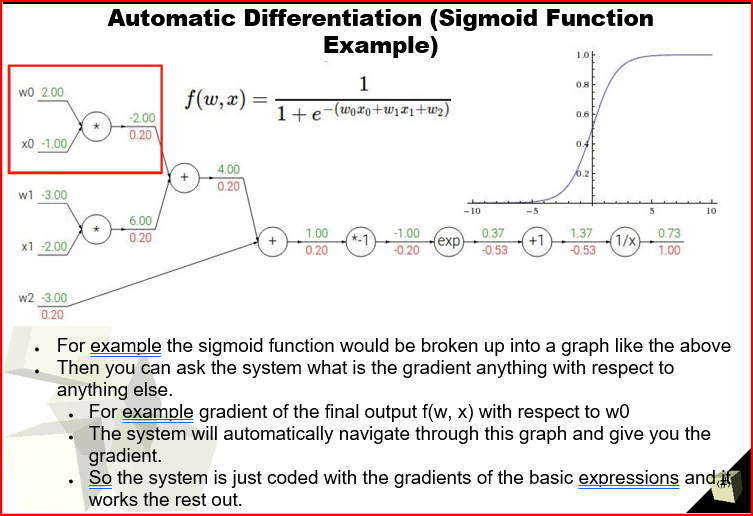 Automatic Differentiation (Sigmoid Function
Example)
f(w,x) = 1 / 1 + e^-(w0x0+w1x1+w2)
1.0
0.8
0.6
0.4
0.2
-10 -5 5 10
w0 2.00
x0 -1.00
*
-2.00
0.20
w1 -3.00
x1 -2.00
*
6.00
0.20
+
4.00
0.20
w2 -3.00
0.20
+
1.00
0.20
*-1
-1.00
-0.20
exp
0.37
-0.53
+1
1.37
-0.53
1/x
0.73
1.00
• For example the sigmoid function would be broken up into a graph like the above
• Then you can ask the system what is the gradient anything with respect to
anything else.
• For example gradient of the final output f(w, x) with respect to w0
• The system will automatically navigate through this graph and give you the
gradient.
• So the system is just coded with the gradients of the basic expressions and it
works the rest out.